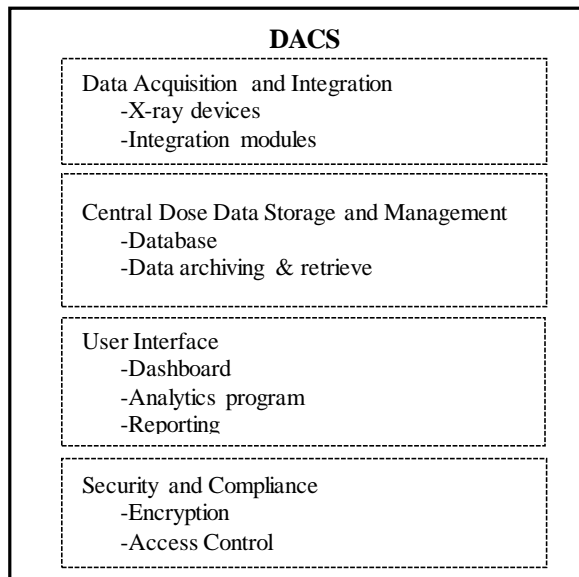 DACS
Data Acquisition and Integration
-X-ray devices
-Integration modules
Central Dose Data Storage and Management
-Database
-Data archiving & retrieve
User Interface
-Dashboard
-Analytics program
-Reporting
Security and Compliance
-Encryption
-Access Control